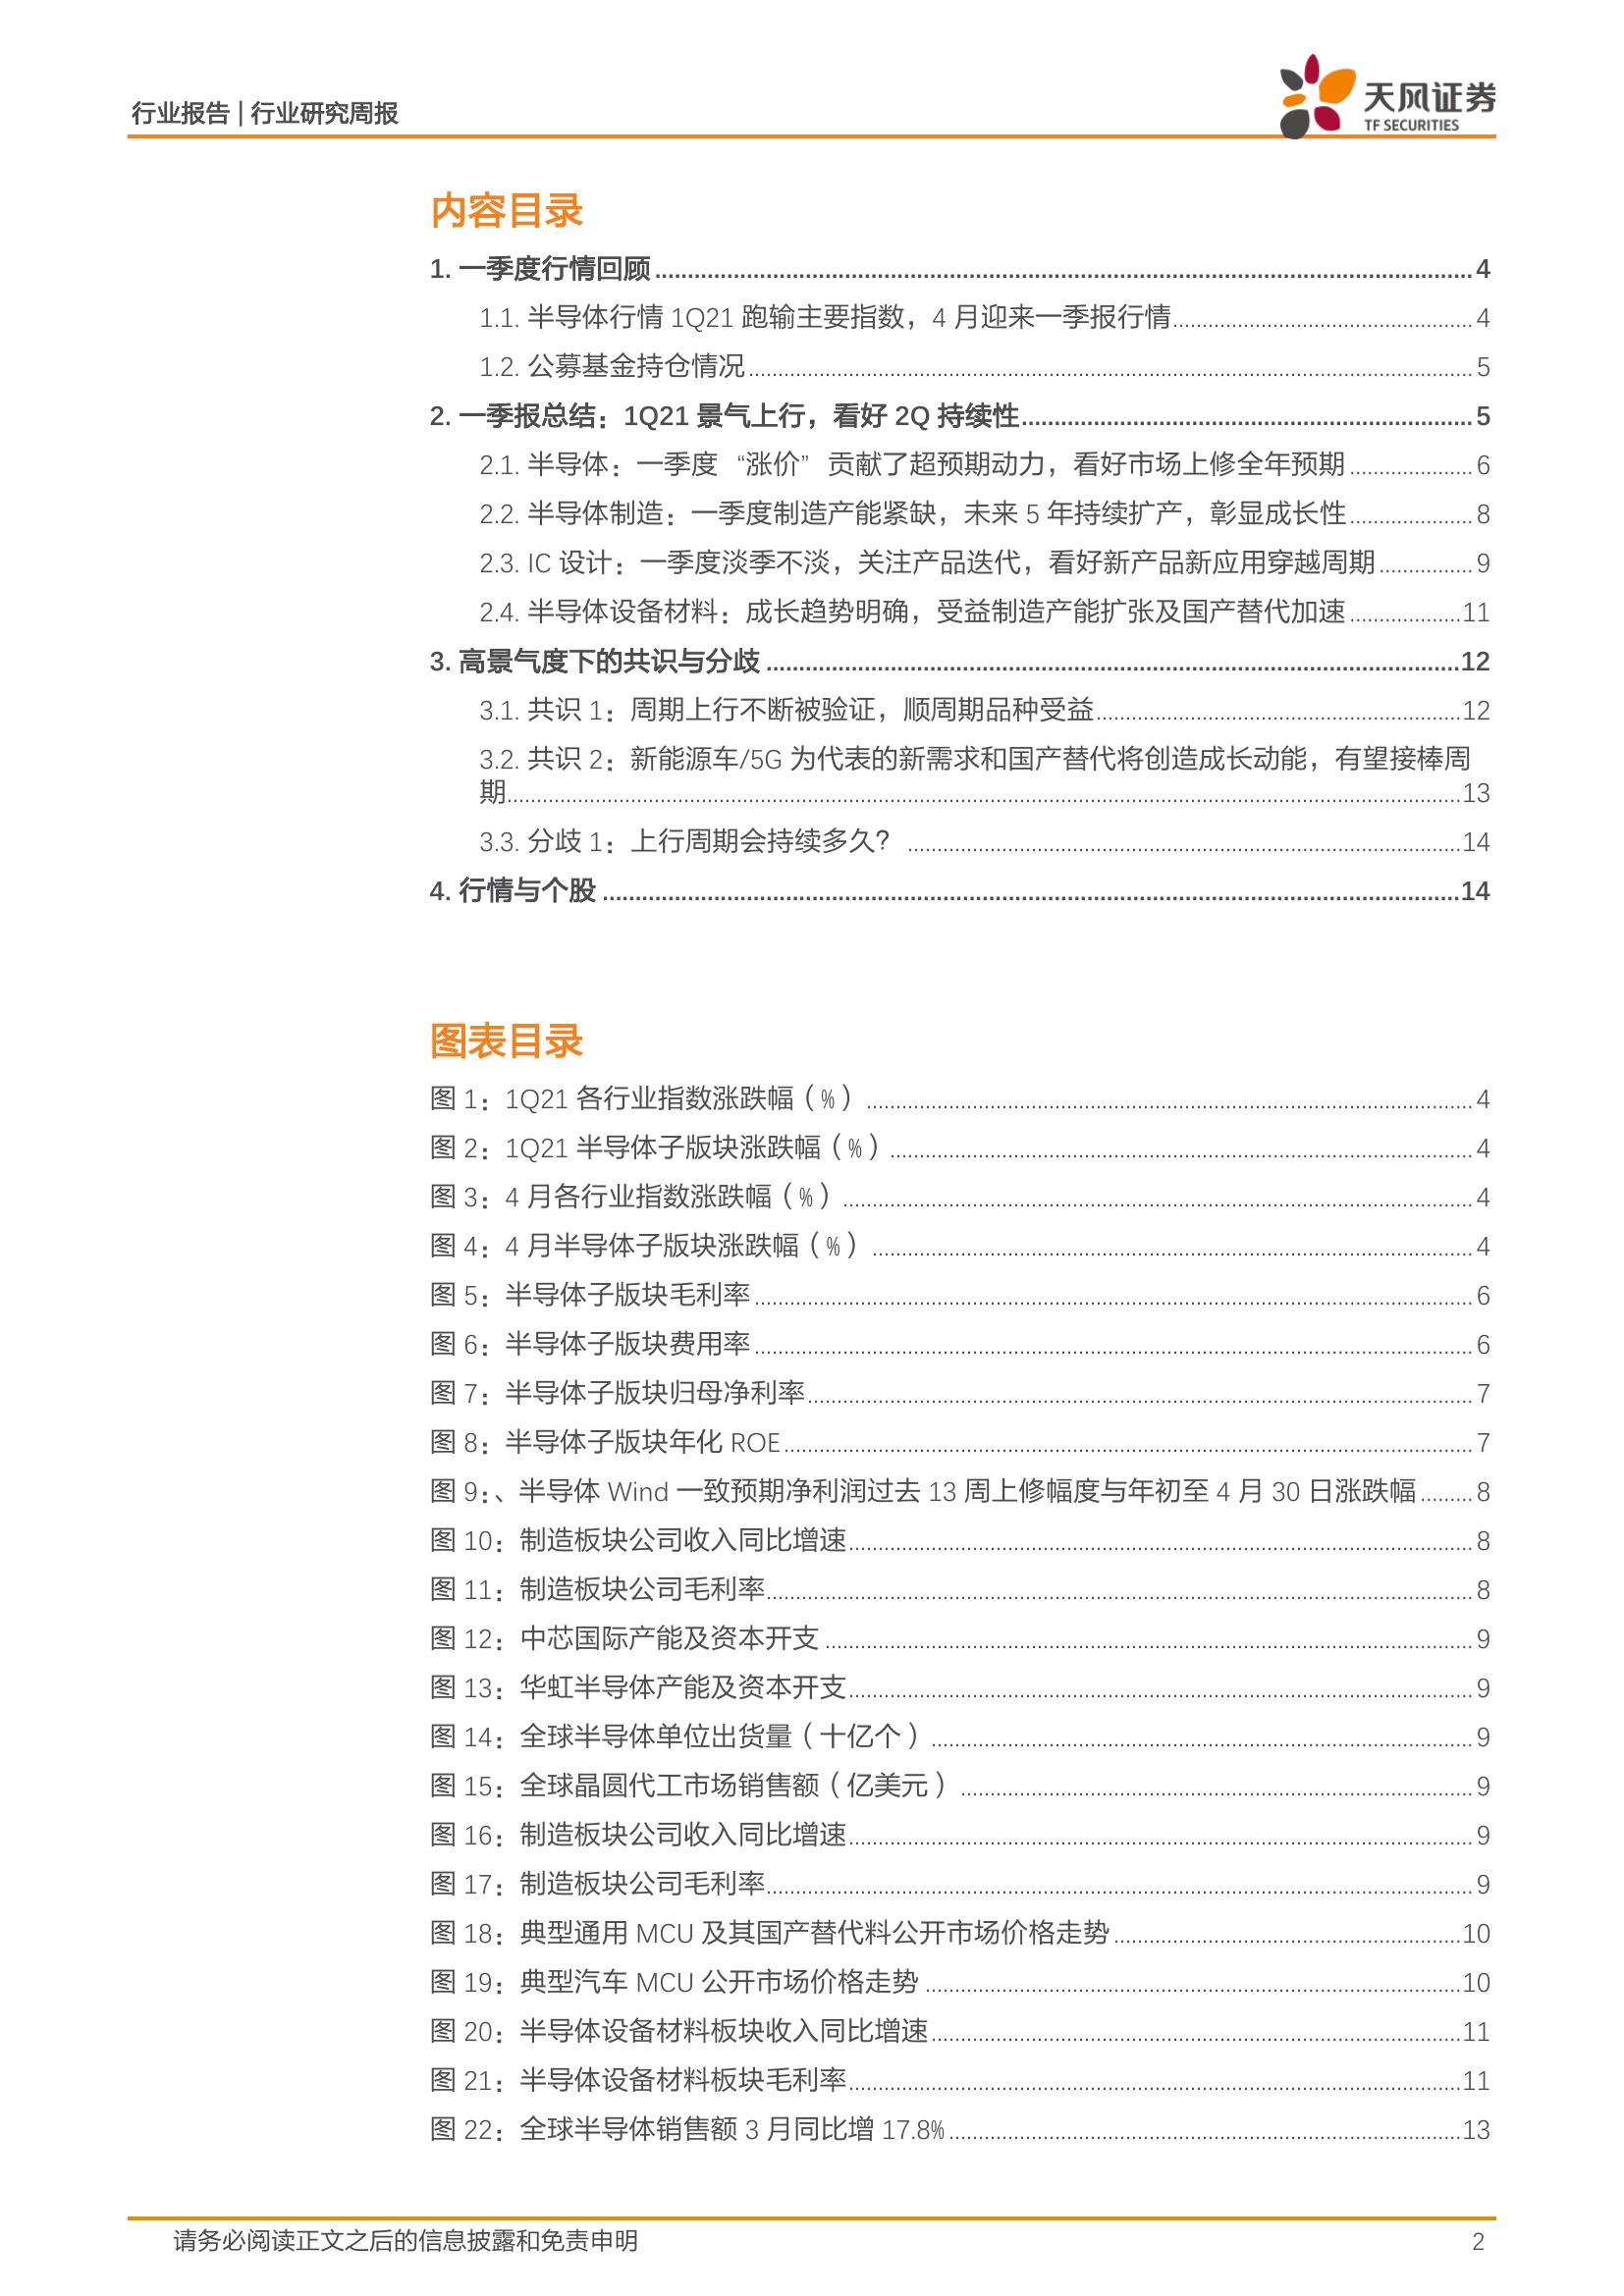 行业报告 | 行业研究周报
天风证券
TF SECURITIES
内容目录
1. 一季度行情回顾 4
1.1. 半导体行情 1Q21 跑输主要指数，4 月迎来一季报行情 4
1.2. 公募基金持仓情况 5
2. 一季报总结：1Q21 景气上行，看好 2Q 持续性 5
2.1. 半导体：一季度 “涨价” 贡献了超预期动力，看好市场上修全年预期 6
2.2. 半导体制造：一季度制造产能紧缺，未来 5 年持续扩产，彰显成长性 8
2.3. IC 设计：一季度淡季不淡，关注产品迭代，看好新产品新应用穿越周期 9
2.4. 半导体设备材料：成长趋势明确，受益制造产能扩张及国产替代加速 11
3. 高景气度下的共识与分歧 12
3.1. 共识 1：周期上行不断被验证，顺周期品种受益 12
3.2. 共识 2：新能源车/5G 为代表的新需求和国产替代将创造成长动能，有望接棒周
期 13
3.3. 分歧 1：上行周期会持续多久？ 14
4. 行情与个股 14
图表目录
图 1：1Q21 各行业指数涨跌幅（%） 4
图 2：1Q21 半导体子版块涨跌幅（%） 4
图 3：4 月各行业指数涨跌幅（%） 4
图 4：4 月半导体子版块涨跌幅（%） 4
图 5：半导体子版块毛利率 6
图 6：半导体子版块费用率 6
图 7：半导体子版块归母净利率 7
图 8：半导体子版块年化 ROE 7
图 9：、半导体 Wind 一致预期净利润过去 13 周上修幅度与年初至 4 月 30 日涨跌幅 8
图 10：制造板块公司收入同比增速 8
图 11：制造板块公司毛利率 8
图 12：中芯国际产能及资本开支 9
图 13：华虹半导体产能及资本开支 9
图 14：全球半导体单位出货量（十亿个） 9
图 15：全球晶圆代工市场销售额（亿美元） 9
图 16：制造板块公司收入同比增速 9
图 17：制造板块公司毛利率 9
图 18：典型通用 MCU 及其国产替代料公开市场价格走势 10
图 19：典型汽车 MCU 公开市场价格走势 10
图 20：半导体设备材料板块收入同比增速 11
图 21：半导体设备材料板块毛利率 11
图 22：全球半导体销售额 3 月同比增 17.8% 13
请务必阅读正文之后的信息披露和免责申明 2